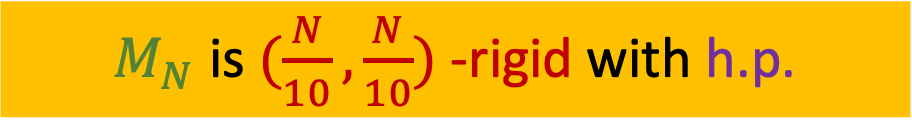 M_N is (N/10, N/10) -rigid with h.p.